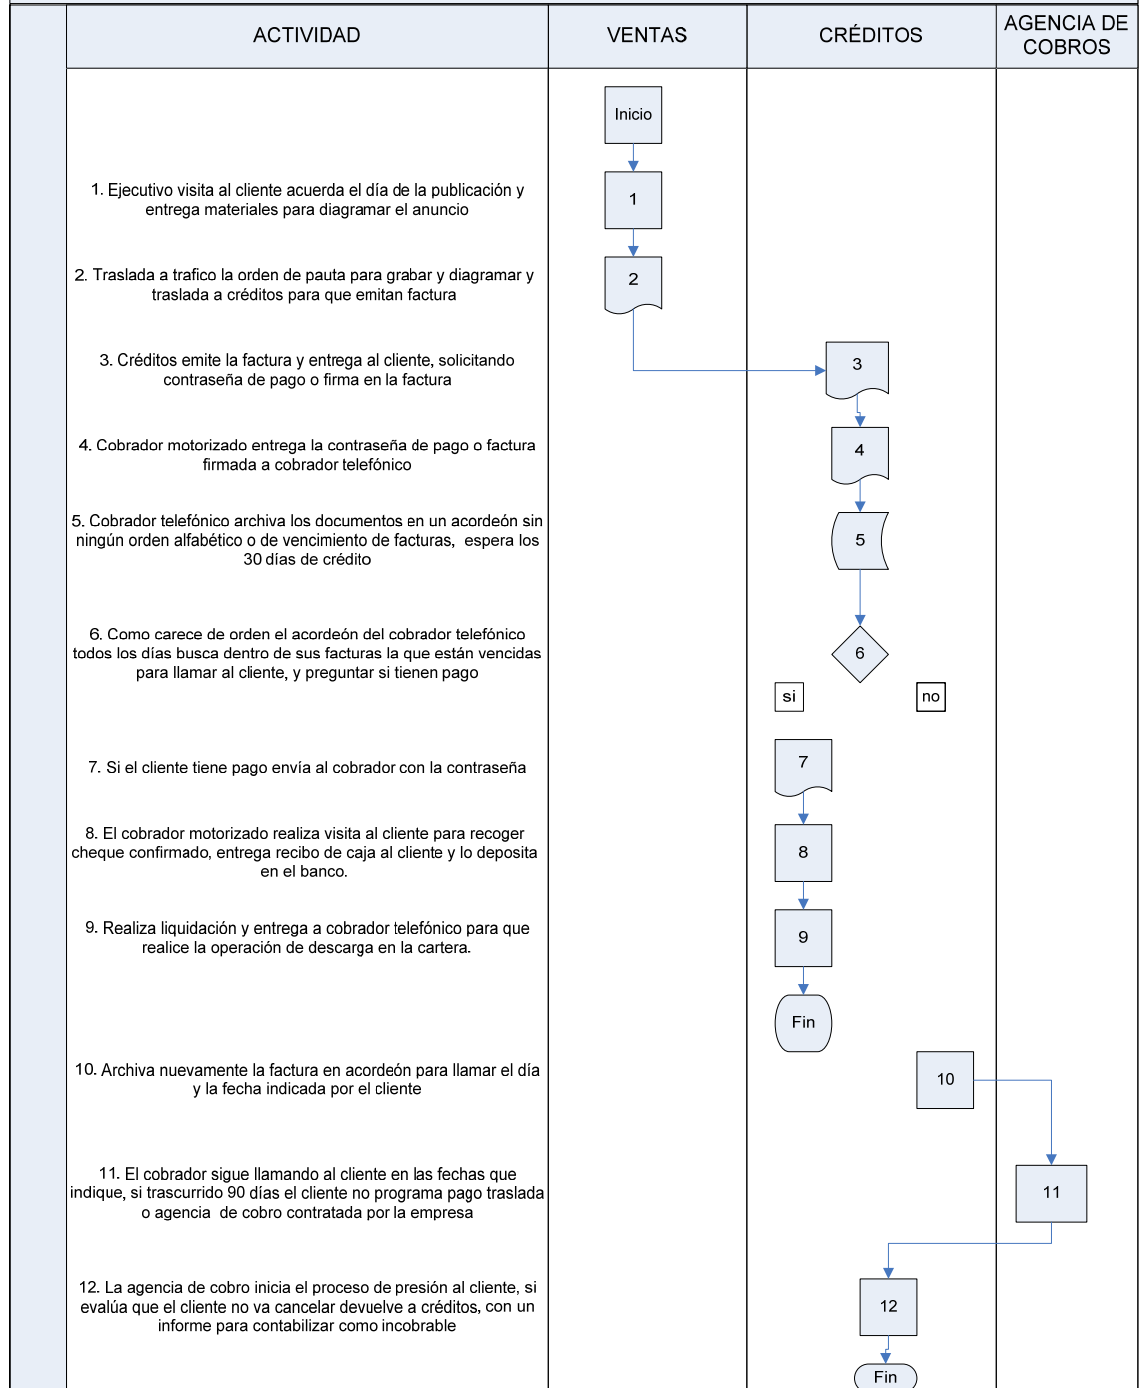 ACTIVIDAD
VENTAS
CRÉDITOS
AGENCIA DE
COBROS
Inicio
1. Ejecutivo visita al cliente acuerda el día de la publicación y
entrega materiales para diagramar el anuncio
1
2. Traslada a trafico la orden de pauta para grabar y diagramar y
traslada a créditos para que emitan factura
2
3. Créditos emite la factura y entrega al cliente, solicitando
contraseña de pago o firma en la factura
3
4. Cobrador motorizado entrega la contraseña de pago o factura
firmada a cobrador telefónico
4
5. Cobrador telefónico archiva los documentos en un acordeón sin
ningún orden alfabético o de vencimiento de facturas, espera los
30 días de crédito
5
6. Como carece de orden el acordeón del cobrador telefónico
todos los días busca dentro de sus facturas la que están vencidas
para llamar al cliente, y preguntar si tienen pago
6
si
no
7. Si el cliente tiene pago envía al cobrador con la contraseña
7
8. El cobrador motorizado realiza visita al cliente para recoger
cheque confirmado, entrega recibo de caja al cliente y lo deposita
en el banco.
8
9. Realiza liquidación y entrega a cobrador telefónico para que
realice la operación de descarga en la cartera.
9
Fin
10. Archiva nuevamente la factura en acordeón para llamar el día
y la fecha indicada por el cliente
10
11. El cobrador sigue llamando al cliente en las fechas que
indique, si trascurrido 90 días el cliente no programa pago traslada
o agencia de cobro contratada por la empresa
11
12. La agencia de cobro inicia el proceso de presión al cliente, si
evalúa que el cliente no va cancelar devuelve a créditos, con un
informe para contabilizar como incobrable
12
Fin